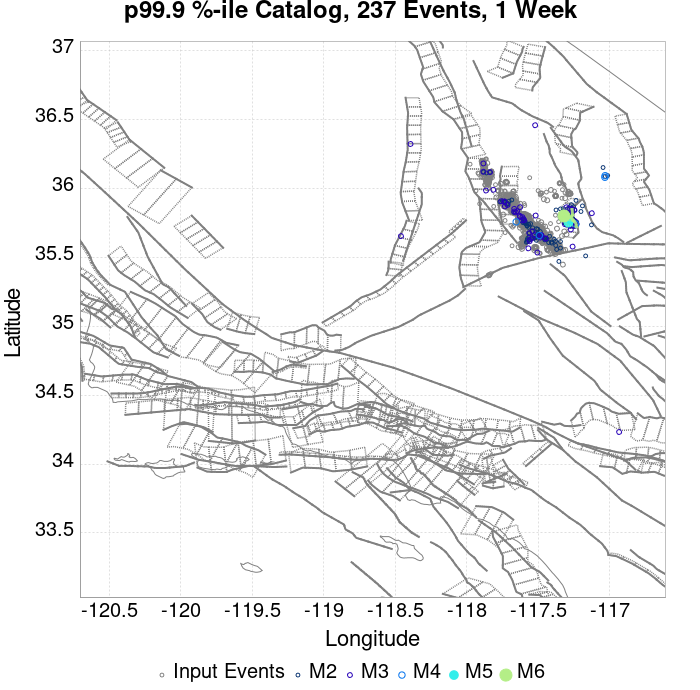 p99.9 %-ile Catalog, 237 Events, 1 Week
37
36.5
36
35.5
35
34.5
34
33.5
Latitude
-120.5 -120 -119.5 -119 -118.5 -118 -117.5 -117
Longitude
Input Events M2 M3 M4 M5 M6